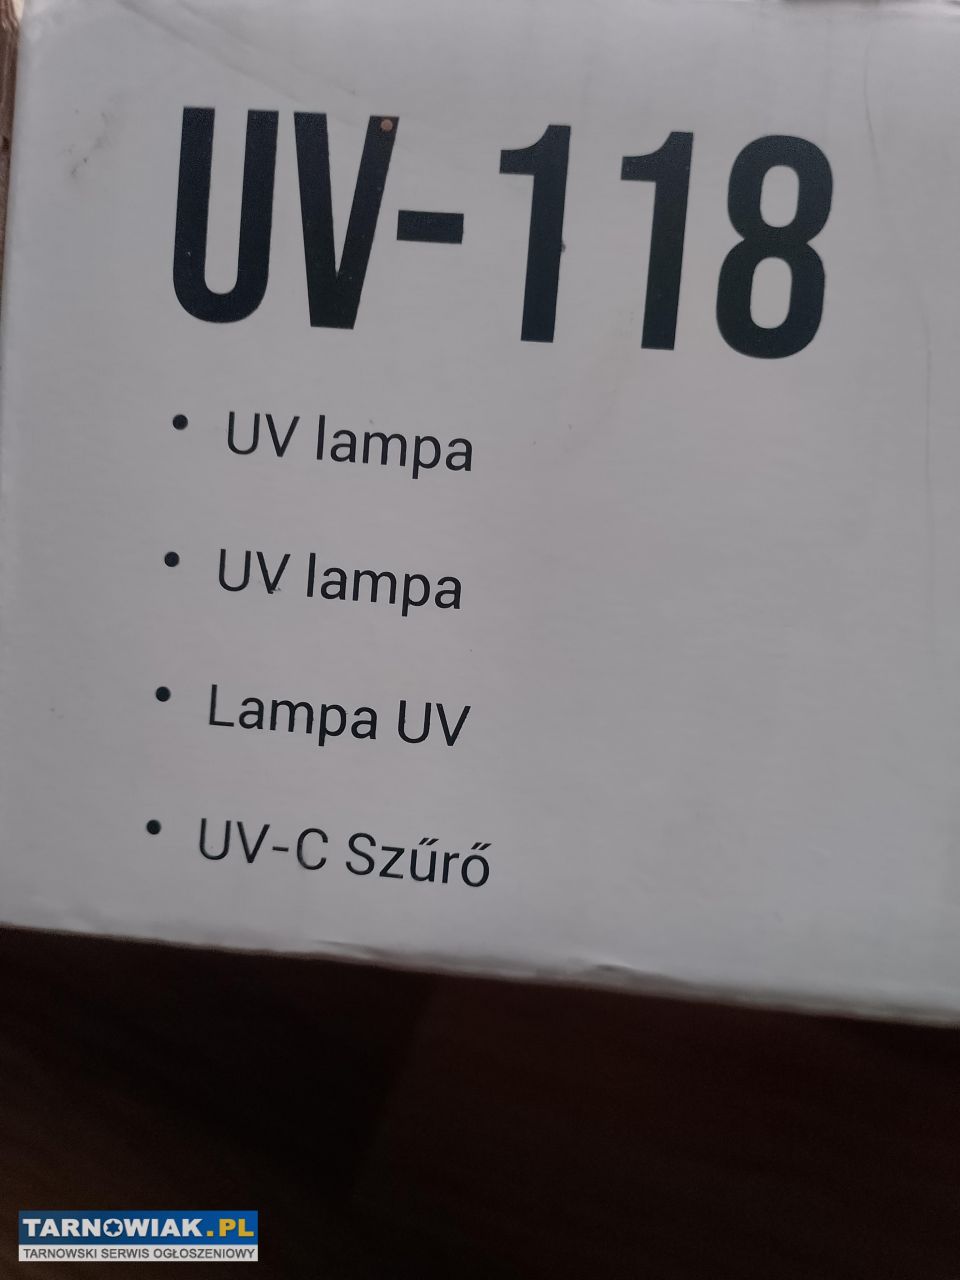 UV-118
• UV lampa
• UV lampa
• Lampa UV
• UV-C Szűrő
TARNOWIAK.PL
TARNOWSKI SERWIS OGŁOSZENIOWY